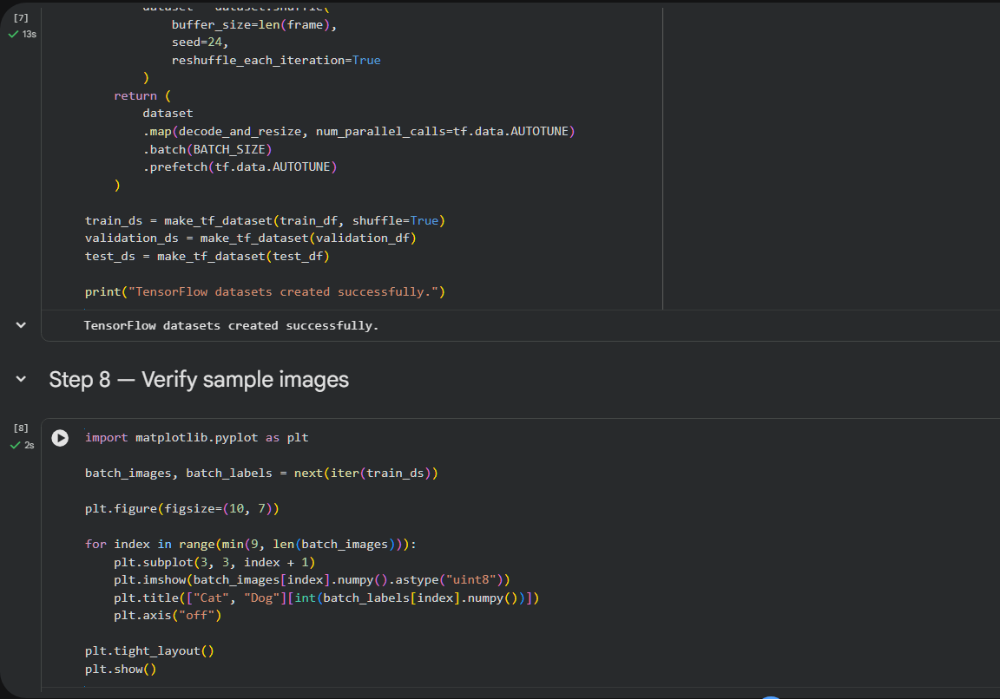 [7]
13s
dataset = dataset.shuffle(
buffer_size=len(frame),
seed=24,
reshuffle_each_iteration=True
)
return (
dataset
.map(decode_and_resize, num_parallel_calls=tf.data.AUTOTUNE)
.batch(BATCH_SIZE)
.prefetch(tf.data.AUTOTUNE)
)
train_ds = make_tf_dataset(train_df, shuffle=True)
validation_ds = make_tf_dataset(validation_df)
test_ds = make_tf_dataset(test_df)
print("TensorFlow datasets created successfully.")
TensorFlow datasets created successfully.
Step 8 — Verify sample images
[8]
2s
import matplotlib.pyplot as plt
batch_images, batch_labels = next(iter(train_ds))
plt.figure(figsize=(10, 7))
for index in range(min(9, len(batch_images))):
plt.subplot(3, 3, index + 1)
plt.imshow(batch_images[index].numpy().astype("uint8"))
plt.title(["Cat", "Dog"][int(batch_labels[index].numpy())])
plt.axis("off")
plt.tight_layout()
plt.show()